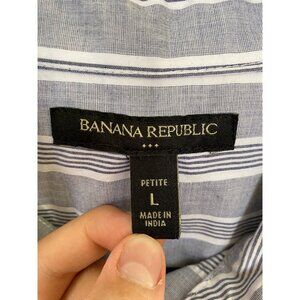 BANANA REPUBLIC
PETITE
L
MADE IN
INDIA